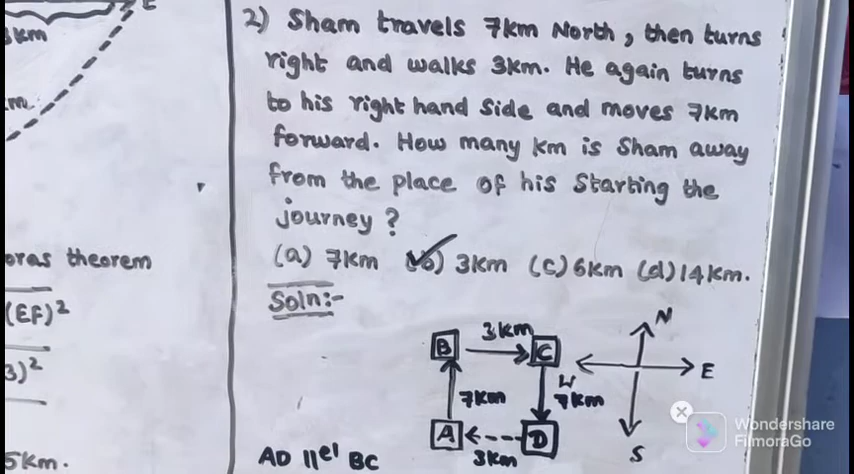 E
3km
m.
oras theorem
(EF)²
3)²
5km.
2) Sham travels 7km North, then turns
right and walks 3km. He again turns
to his right hand side and moves 7km
forward. How many km is Sham away
from the place of his Starting the
journey?
(a) 7km (b) 3km (c) 6km (d) 14km.
Soln:-
B 3km C
N
W E
7km 7km
A 3km D
S
AD ||el BC
Wondershare
FilmoraGo